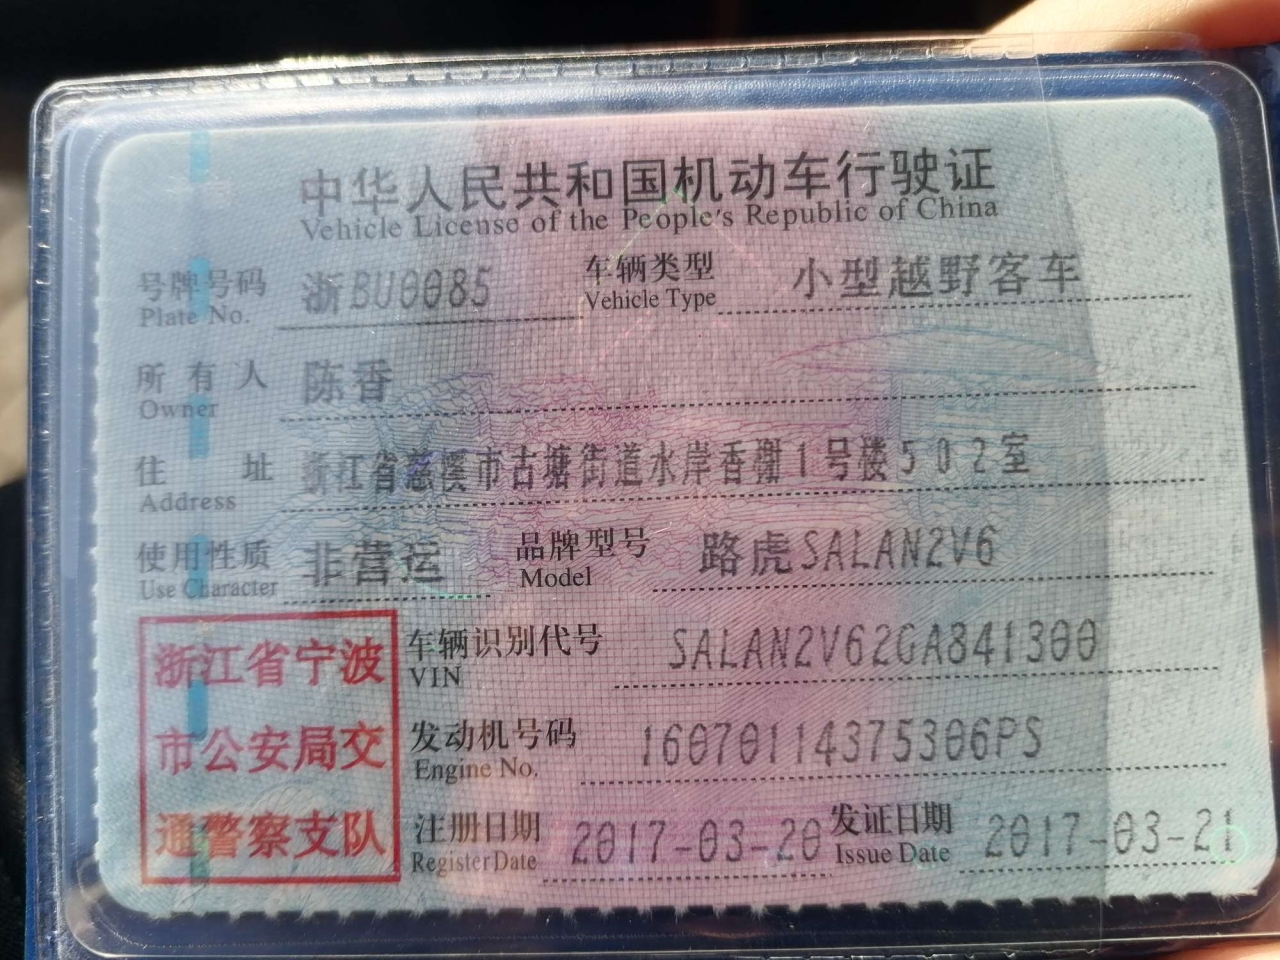 中华人民共和国机动车行驶证
Vehicle License of the People's Republic of China
号牌号码 浙BU0085 车辆类型 小型越野客车
Plate No. Vehicle Type
所有人 陈香
Owner
住址 浙江省慈溪市古塘街道水岸香榭1号楼502室
Address
使用性质 非营运 品牌型号 路虎SALAN2V6
Use Character Model
浙江省宁波
市公安局交
通警察支队
车辆识别代号 SALAN2V62GA841300
VIN
发动机号码 16070114375306PS
Engine No.
注册日期 2017-03-20 发证日期 2017-03-21
Register Date Issue Date